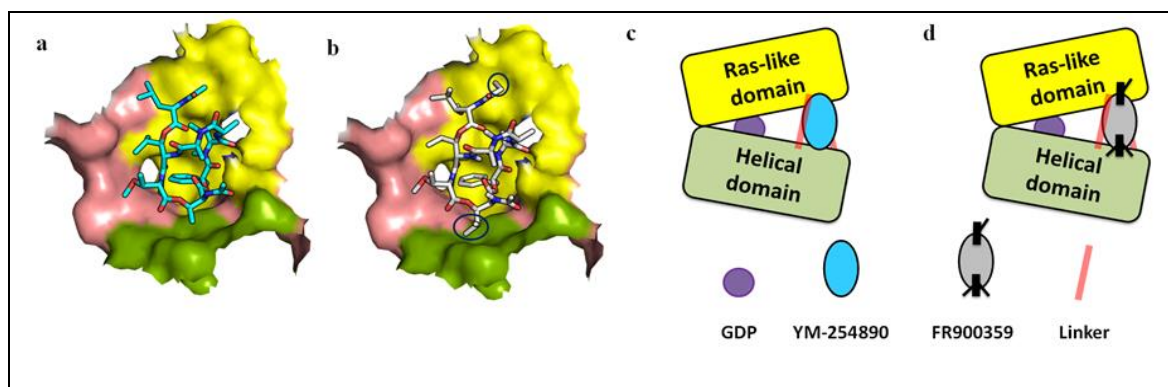 a
b
c
d
Ras-like
domain
Helical
domain
Ras-like
domain
Helical
domain
GDP
YM-254890
FR900359
Linker